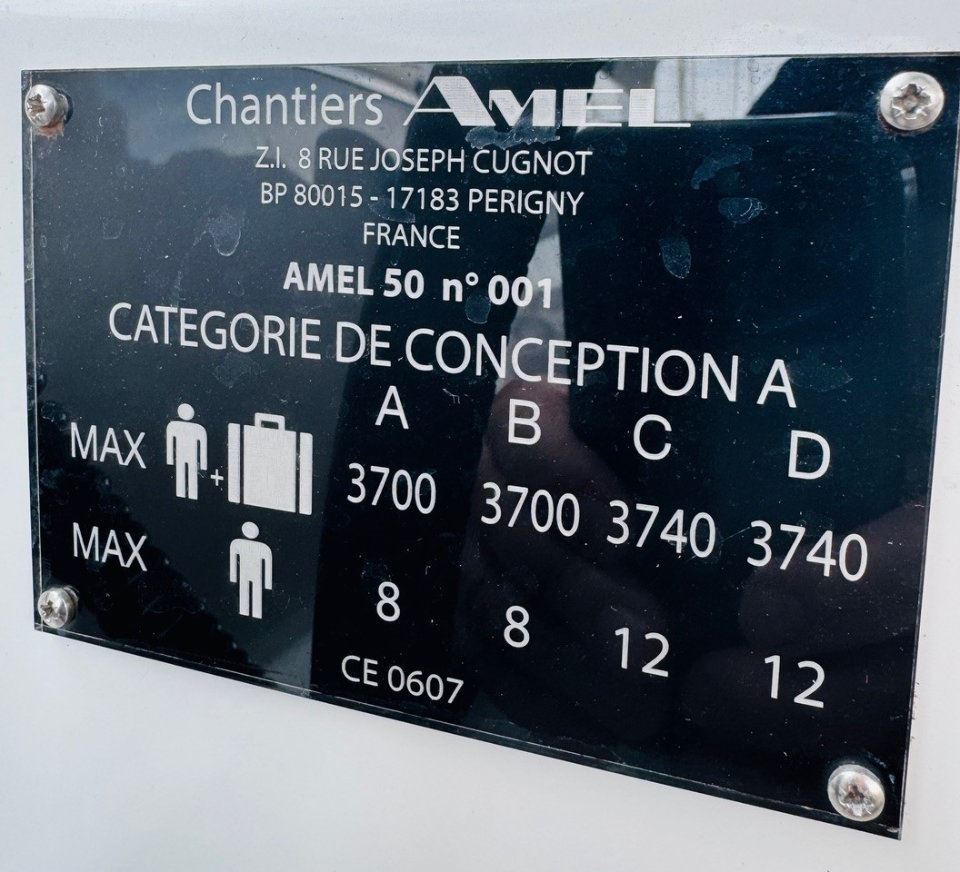 Chantiers AMEL
Z.I. 8 RUE JOSEPH CUGNOT
BP 80015 - 17183 PERIGNY
FRANCE
AMEL 50 n° 001
CATEGORIE DE CONCEPTION A
A B C D
MAX + 3700 3700 3740 3740
MAX 8 8 12 12
CE 0607